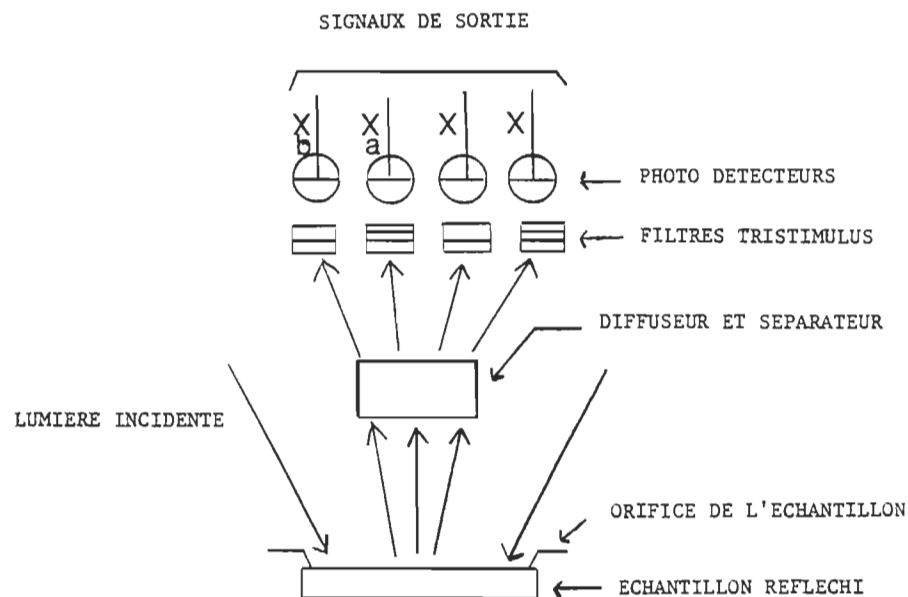 SIGNAUX DE SORTIE
X X X X
b a
PHOTO DETECTEURS
FILTRES TRISTIMULUS
DIFFUSEUR ET SEPARATEUR
LUMIERE INCIDENTE
ORIFICE DE L'ECHANTILLON
ECHANTILLON REFLECHI